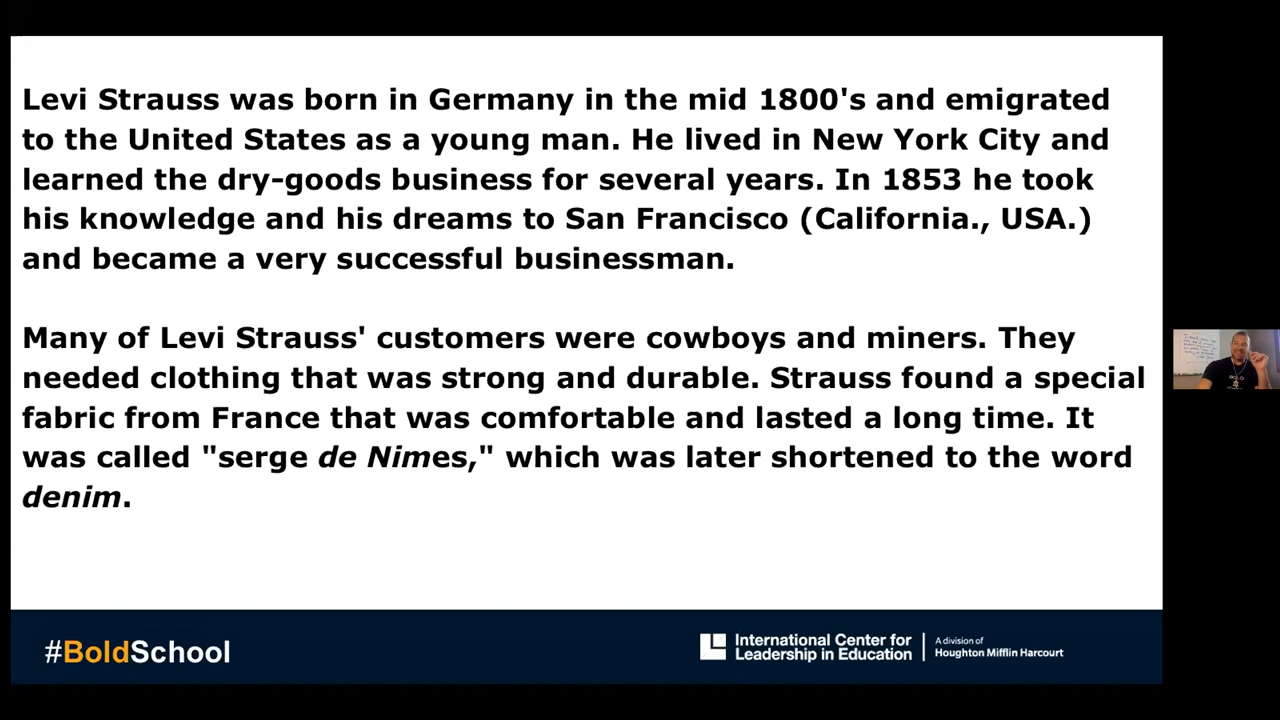 Levi Strauss was born in Germany in the mid 1800's and emigrated
to the United States as a young man. He lived in New York City and
learned the dry-goods business for several years. In 1853 he took
his knowledge and his dreams to San Francisco (California., USA.)
and became a very successful businessman.
Many of Levi Strauss' customers were cowboys and miners. They
needed clothing that was strong and durable. Strauss found a special
fabric from France that was comfortable and lasted a long time. It
was called "serge de Nimes," which was later shortened to the word
denim.
#BoldSchool
International Center for
Leadership in Education
A division of
Houghton Mifflin Harcourt